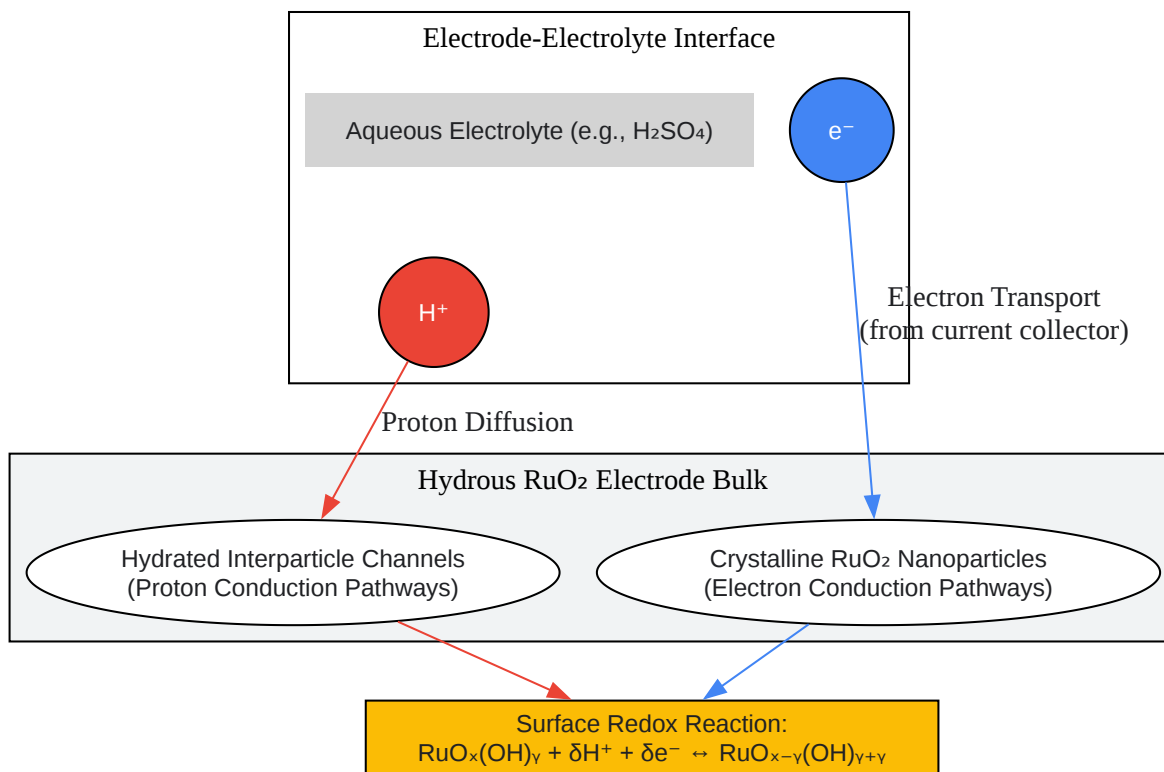 Electrode-Electrolyte Interface
Aqueous Electrolyte (e.g., H₂SO₄)
e⁻
H⁺
Electron Transport
(from current collector)
Proton Diffusion
Hydrous RuO₂ Electrode Bulk
Hydrated Interparticle Channels
(Proton Conduction Pathways)
Crystalline RuO₂ Nanoparticles
(Electron Conduction Pathways)
Surface Redox Reaction:
RuOₓ(OH)ᵧ + δH⁺ + δe⁻ ↔ RuOₓ₋ᵧ(OH)ᵧ₊ᵧ